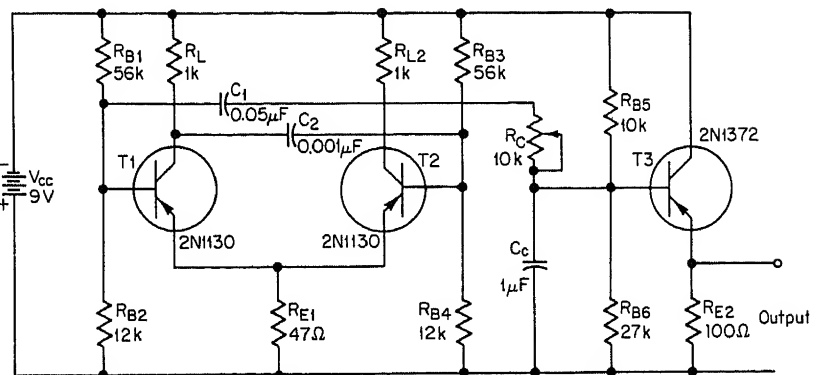 RB1
56k
RL
1k
RL2
1k
RB3
56k
C1
0.05µF
C2
0.001µF
RC
10k
RB5
10k
2N1372
T1
T2
T3
−
VCC
9V
+
2N1130
2N1130
RB2
12k
RE1
47Ω
RB4
12k
Cc
1µF
RB6
27k
RE2
100Ω
Output